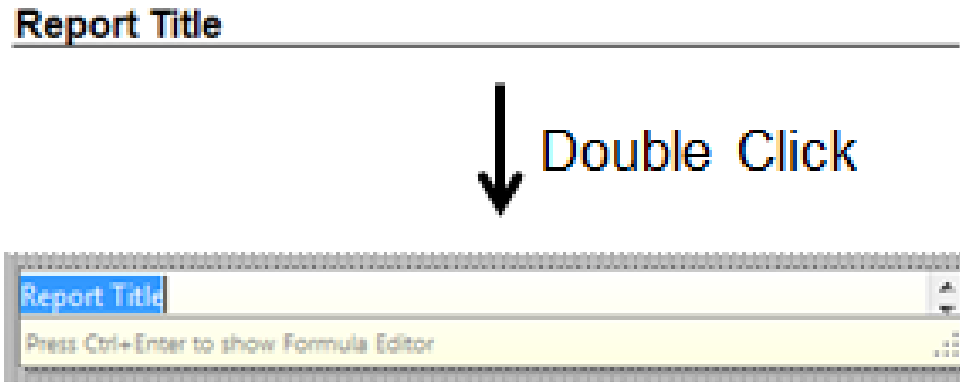 Report Title
Double Click
Report Title
Press Ctrl+Enter to show Formula Editor